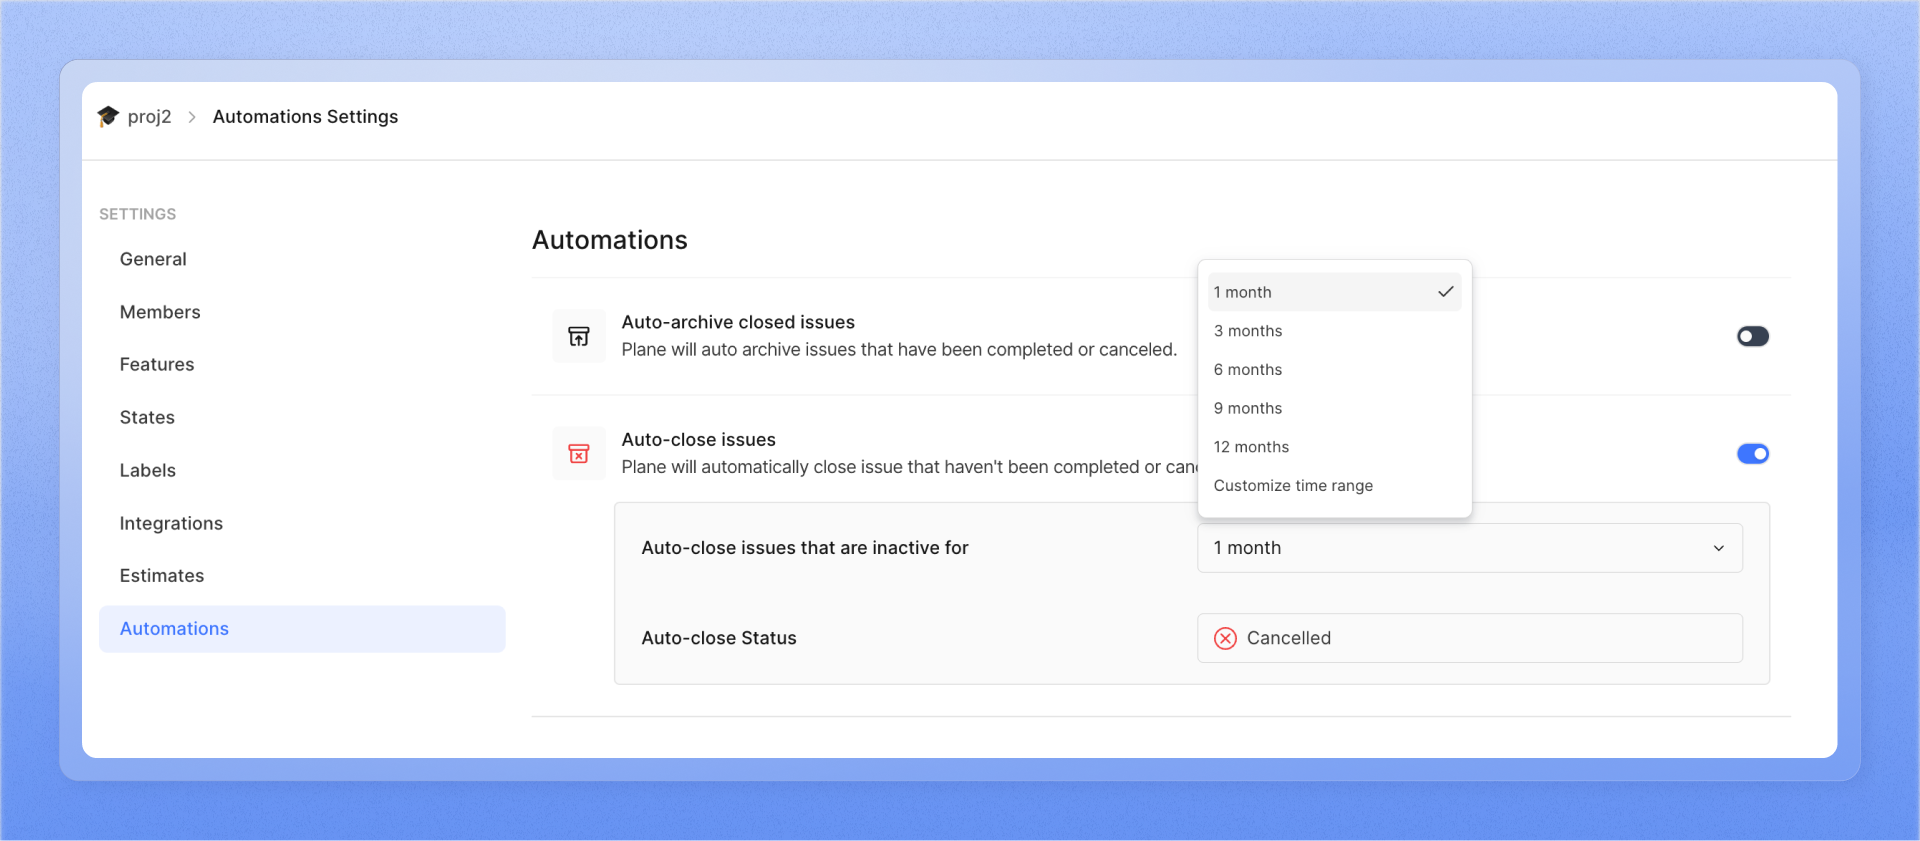 proj2 > Automations Settings
SETTINGS
General
Members
Features
States
Labels
Integrations
Estimates
Automations
Automations
Auto-archive closed issues
Plane will auto archive issues that have been completed or canceled.
Auto-close issues
Plane will automatically close issue that haven't been completed or
1 month
3 months
6 months
9 months
12 months
Customize time range
Auto-close issues that are inactive for
1 month
Auto-close Status
Cancelled